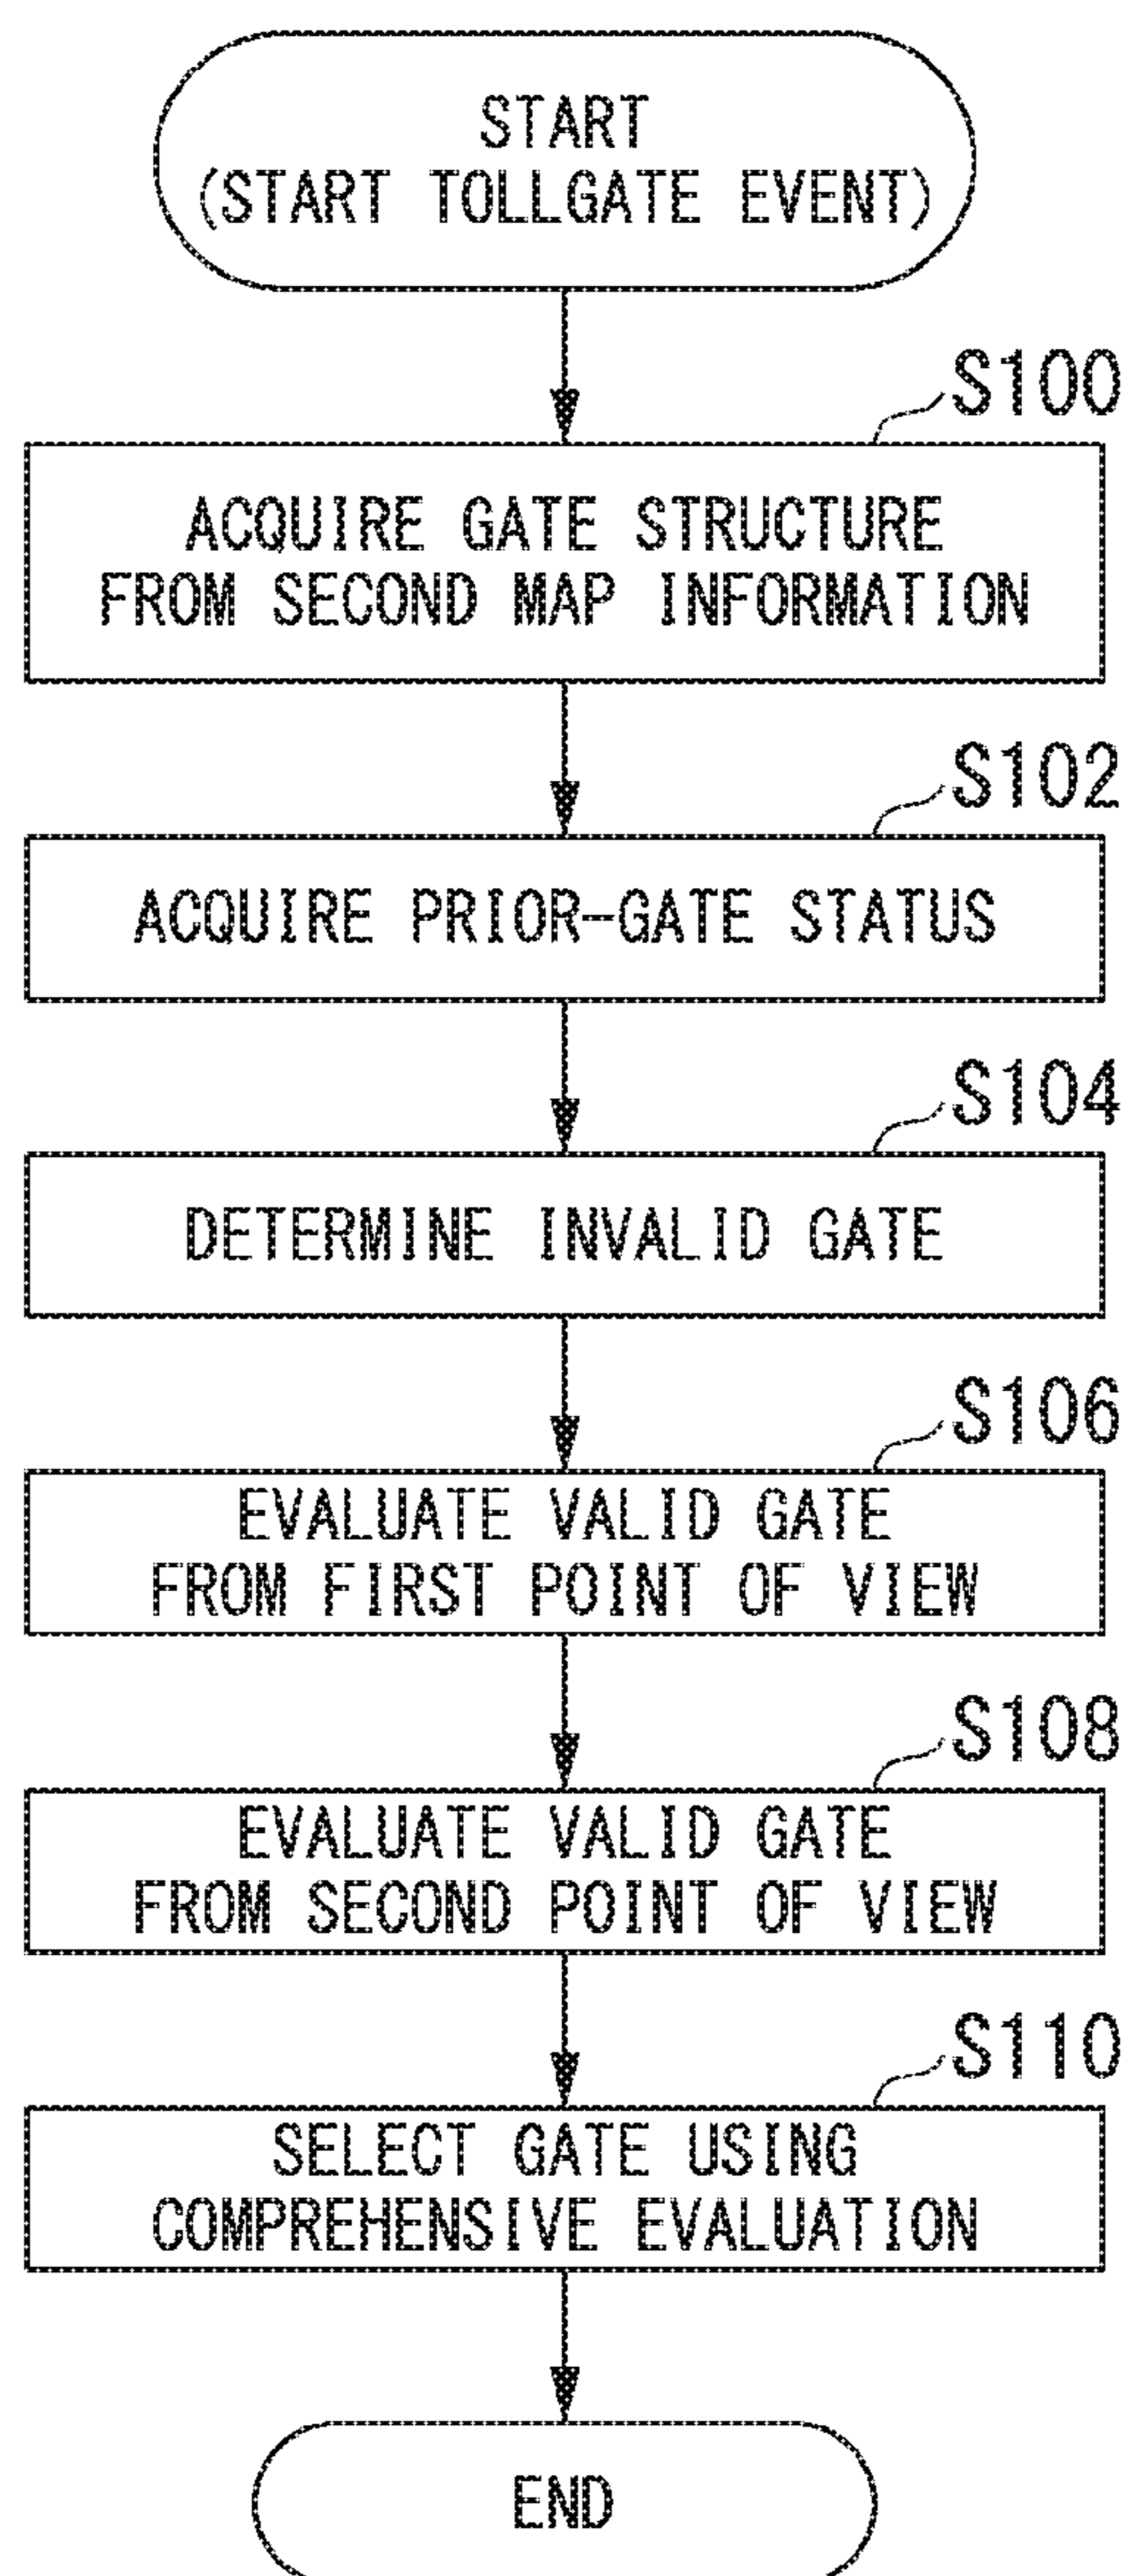 START
(START TOLLGATE EVENT)
S100
ACQUIRE GATE STRUCTURE
FROM SECOND MAP INFORMATION
S102
ACQUIRE PRIOR-GATE STATUS
S104
DETERMINE INVALID GATE
S106
EVALUATE VALID GATE
FROM FIRST POINT OF VIEW
S108
EVALUATE VALID GATE
FROM SECOND POINT OF VIEW
S110
SELECT GATE USING
COMPREHENSIVE EVALUATION
END